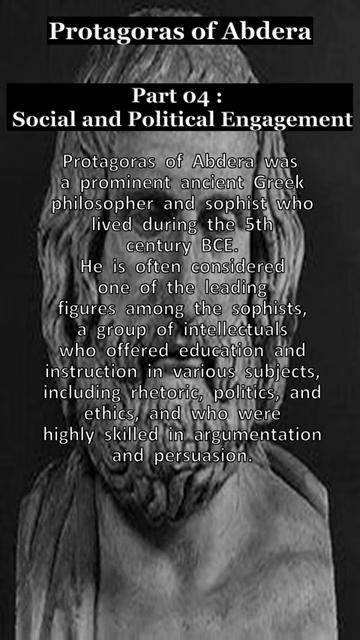 Protagoras of Abdera
Part 04 :
Social and Political Engagement
Protagoras of Abdera was
a prominent ancient Greek
philosopher and sophist who
lived during the 5th
century BCE.
He is often considered
one of the leading
figures among the sophists,
a group of intellectuals
who offered education and
instruction in various subjects,
including rhetoric, politics, and
ethics, and who were
highly skilled in argumentation
and persuasion.